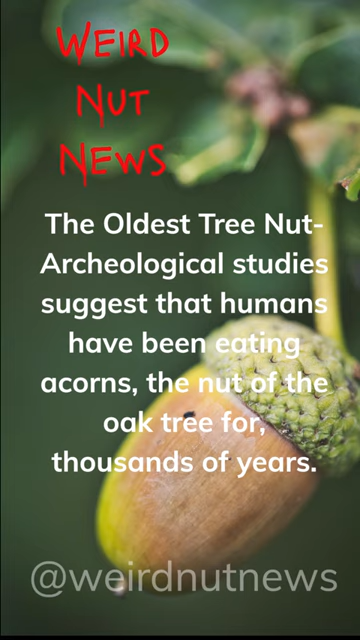 WEIRD
NUT
NEWS
The Oldest Tree Nut-
Archeological studies
suggest that humans
have been eating
acorns, the nut of the
oak tree for,
thousands of years.
@weirdnutnews